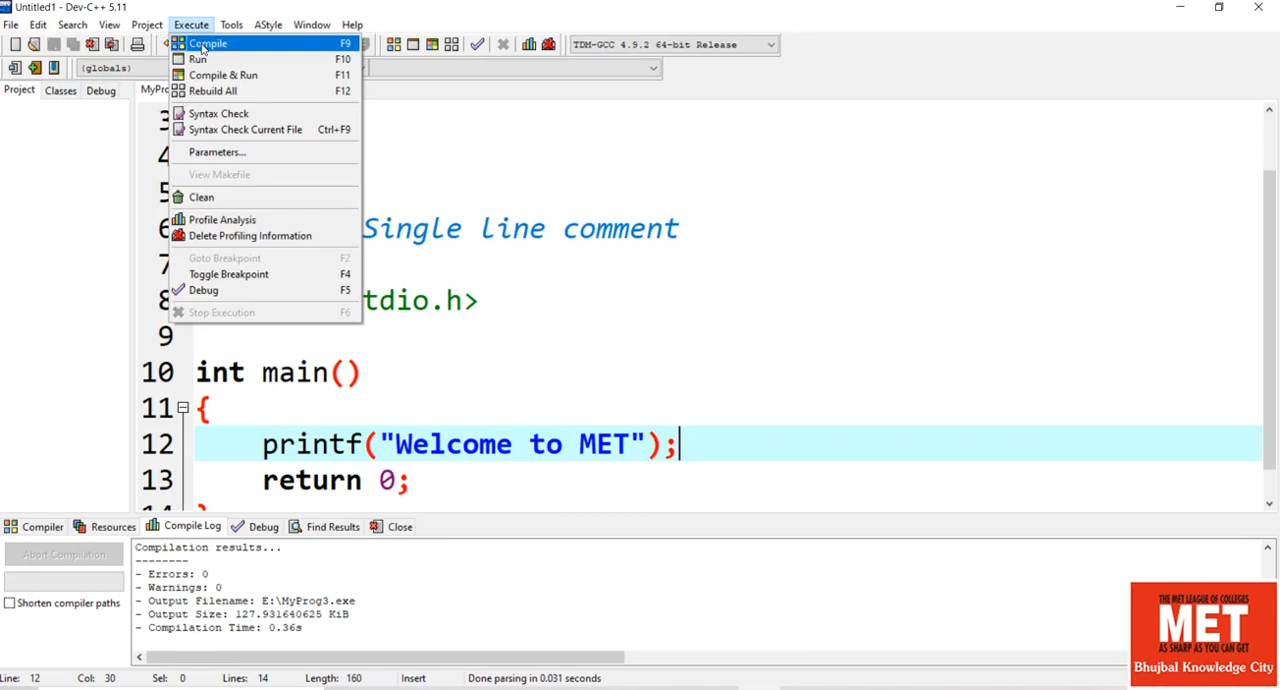 Untitled1 - Dev-C++ 5.11
File Edit Search View Project Execute Tools AStyle Window Help
TDM-GCC 4.9.2 64-bit Release
(globals)
Project Classes Debug
Compile F9
Run F10
Compile & Run F11
Rebuild All F12
Syntax Check
Syntax Check Current File Ctrl+F9
Parameters...
View Makefile
Clean
Profile Analysis
Delete Profiling Information
Goto Breakpoint F2
Toggle Breakpoint F4
Debug F5
Stop Execution F6
3
4
5
6 Single line comment
7
8 tdio.h>
9
10 int main()
11 {
12 printf("Welcome to MET");
13 return 0;
Compiler Resources Compile Log Debug Find Results Close
Abort Compilation
Shorten compiler paths
Compilation results...
--------
- Errors: 0
- Warnings: 0
- Output Filename: E:\MyProg3.exe
- Output Size: 127.931640625 KiB
- Compilation Time: 0.36s
THE MET LEAGUE OF COLLEGES
MET
AS SHARP AS YOU CAN GET
Bhujbal Knowledge City
Line: 12 Col: 30 Sel: 0 Lines: 14 Length: 160 Insert Done parsing in 0.031 seconds